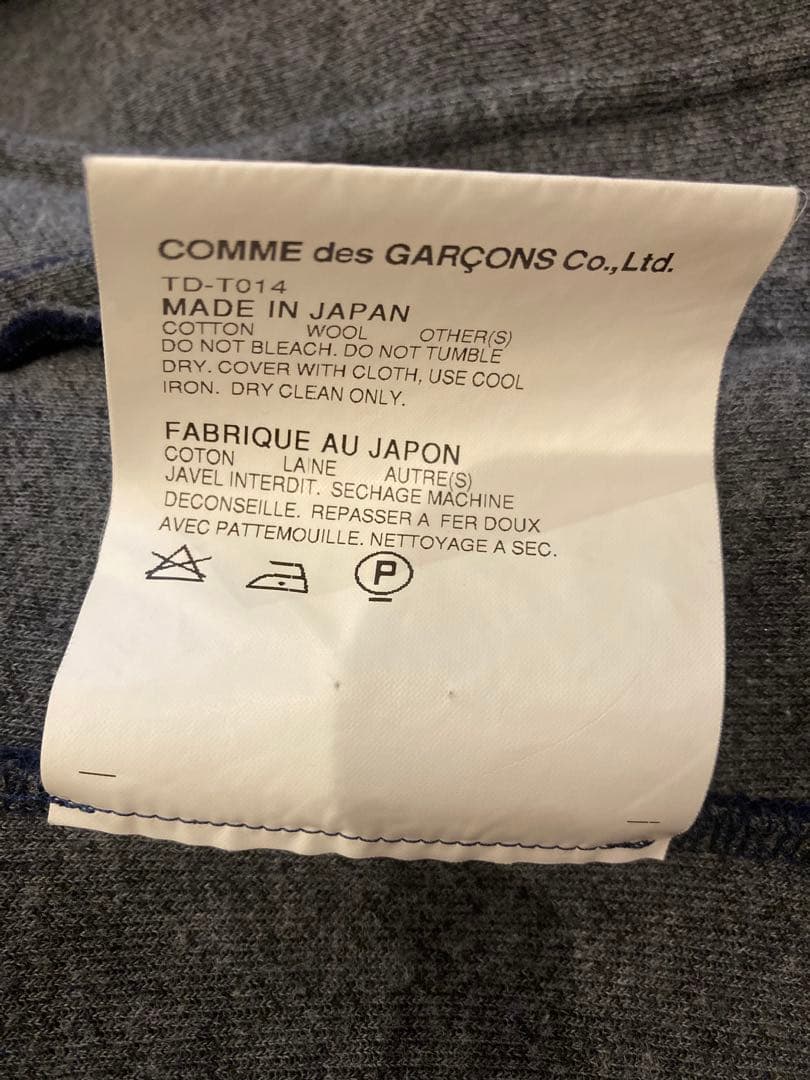 COMME des GARÇONS Co.,Ltd.
TD-T014
MADE IN JAPAN
COTTON WOOL OTHER(S)
DO NOT BLEACH. DO NOT TUMBLE
DRY. COVER WITH CLOTH, USE COOL
IRON. DRY CLEAN ONLY.
FABRIQUE AU JAPON
COTON LAINE AUTRE(S)
JAVEL INTERDIT. SECHAGE MACHINE
DECONSEILLE. REPASSER A FER DOUX
AVEC PATTEMOUILLE. NETTOYAGE A SEC.
P